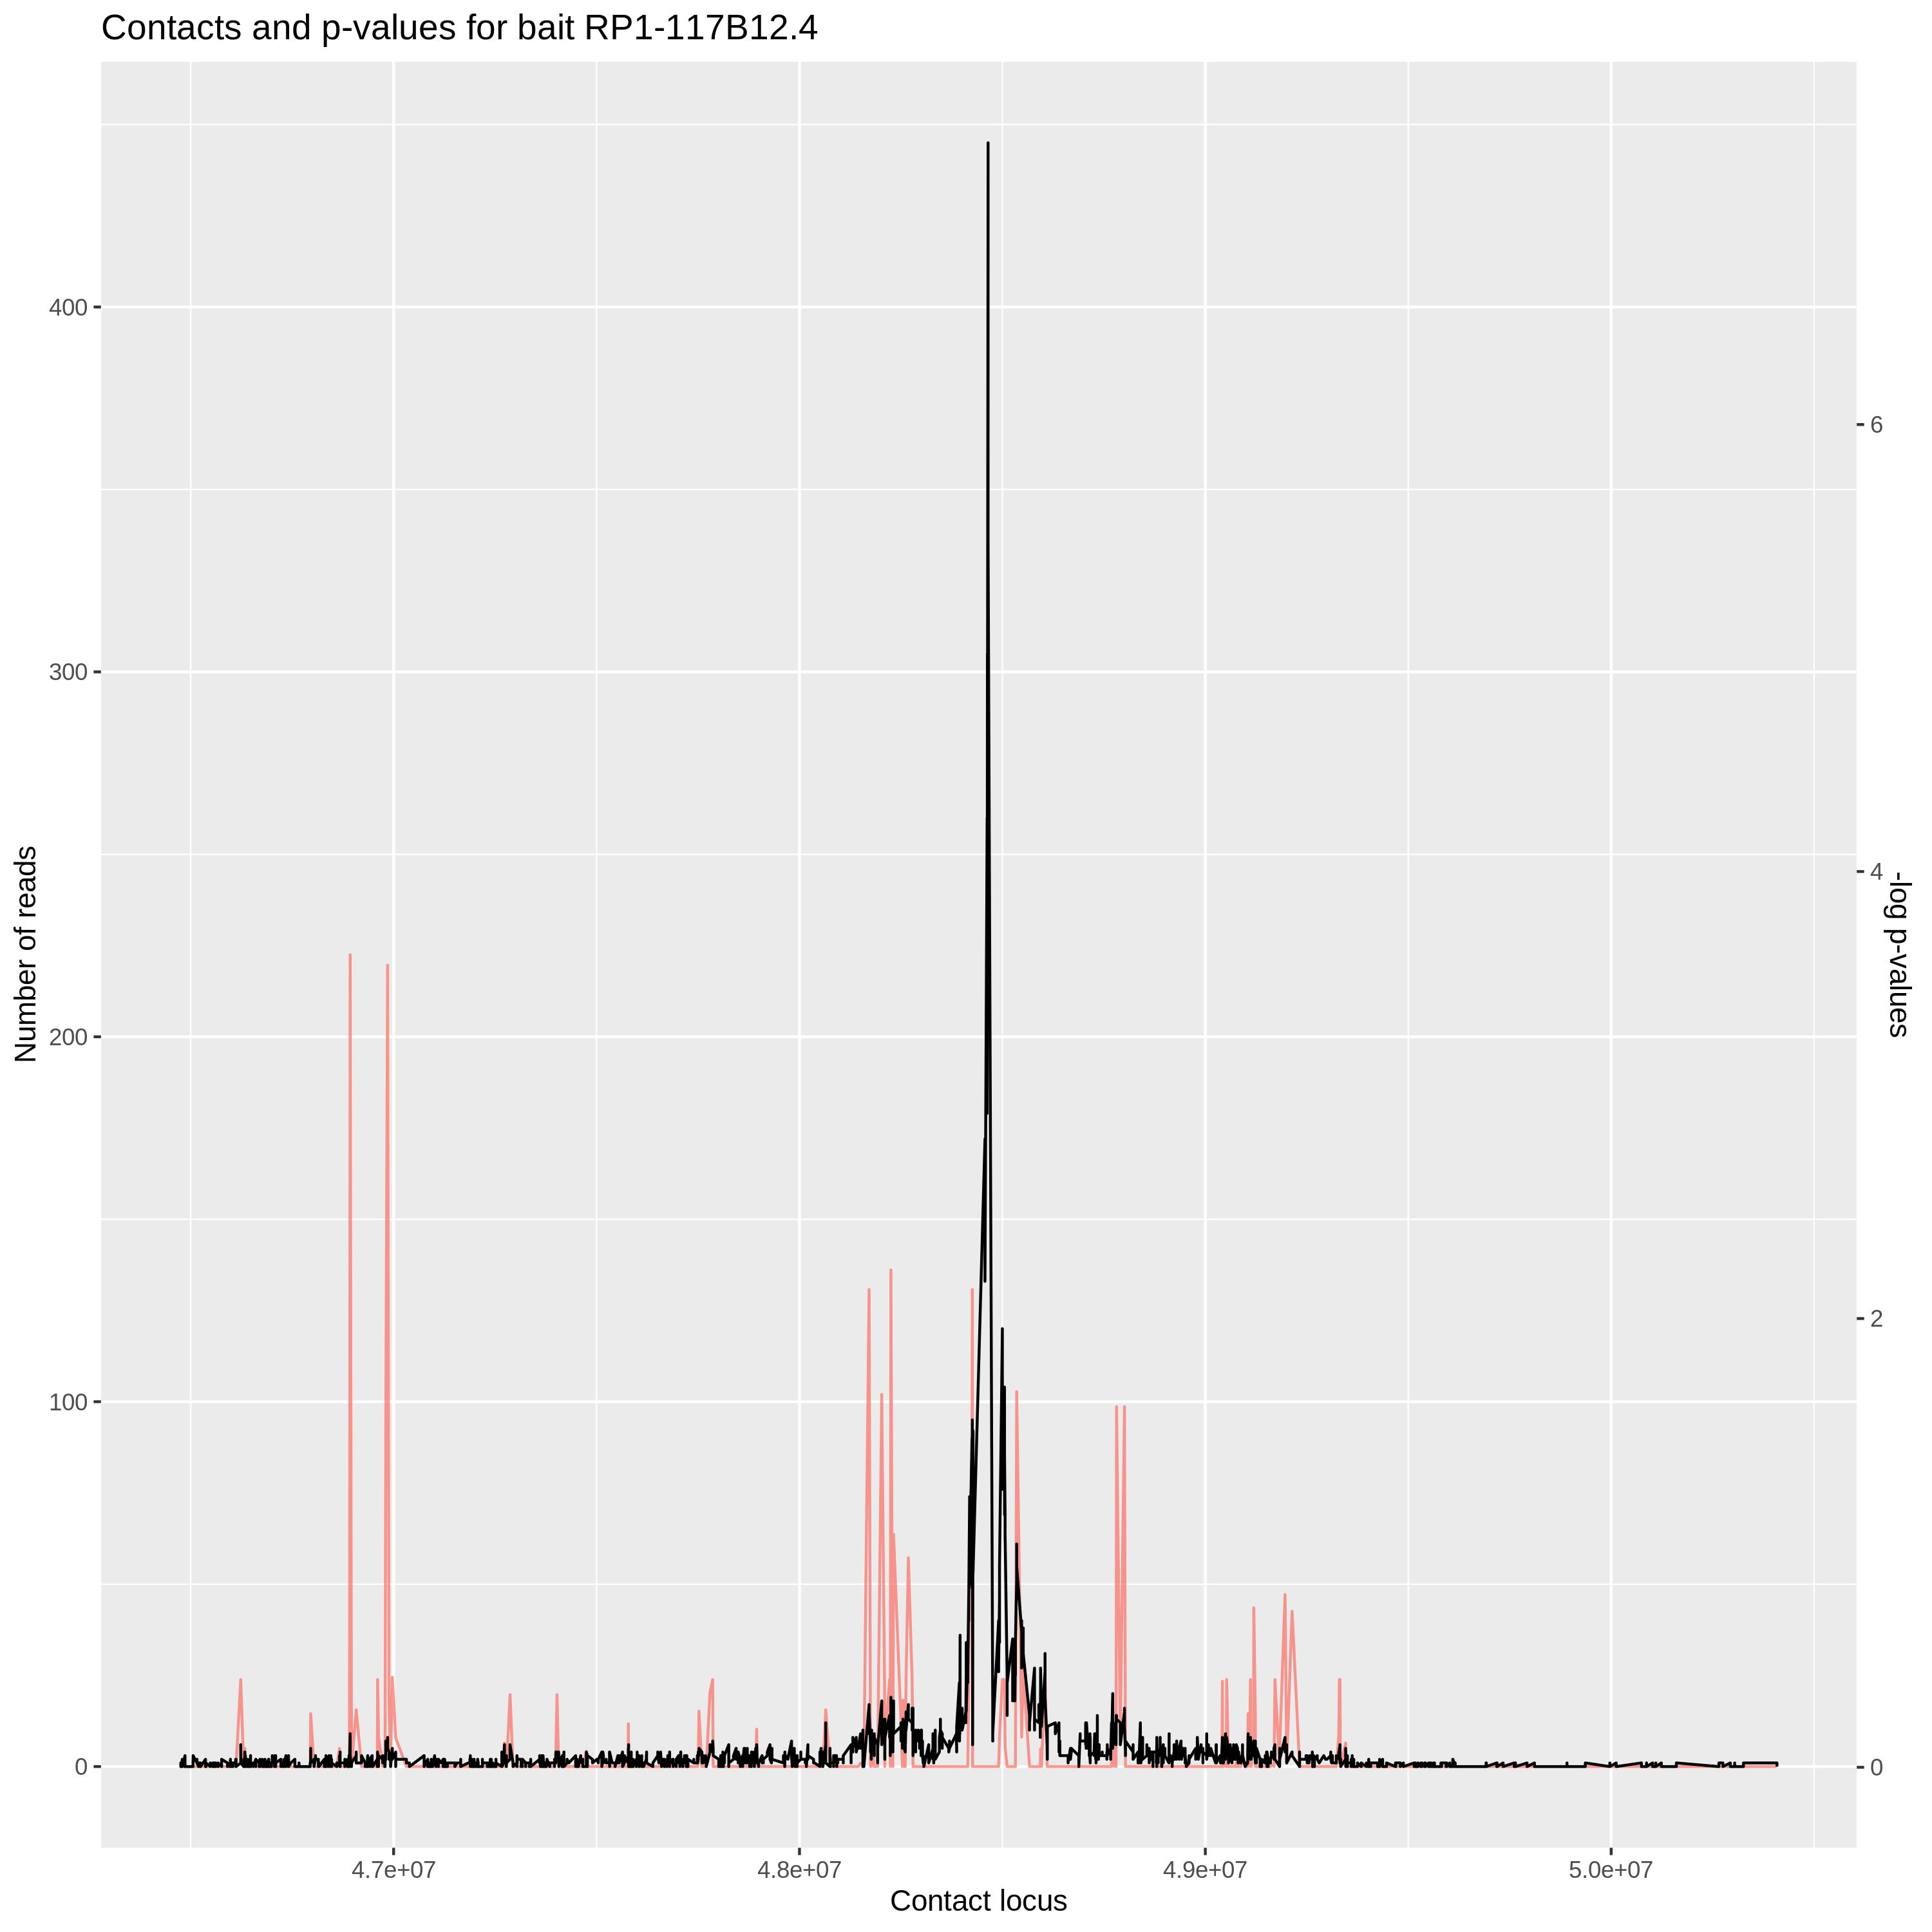 Contacts and p-values for bait RP1-117B12.4
400
300
200
100
0
Number of reads
6
4
2
0
-log p-values
4.7e+07
4.8e+07
4.9e+07
5.0e+07
Contact locus